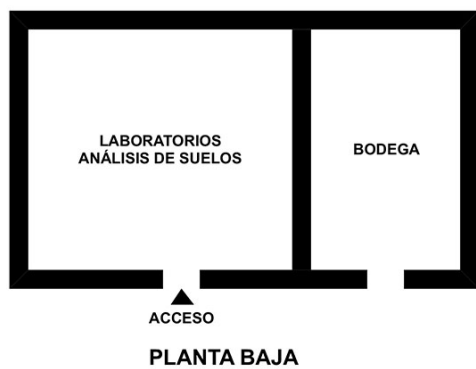 LABORATORIOS
ANÁLISIS DE SUELOS
BODEGA
ACCESO
PLANTA BAJA